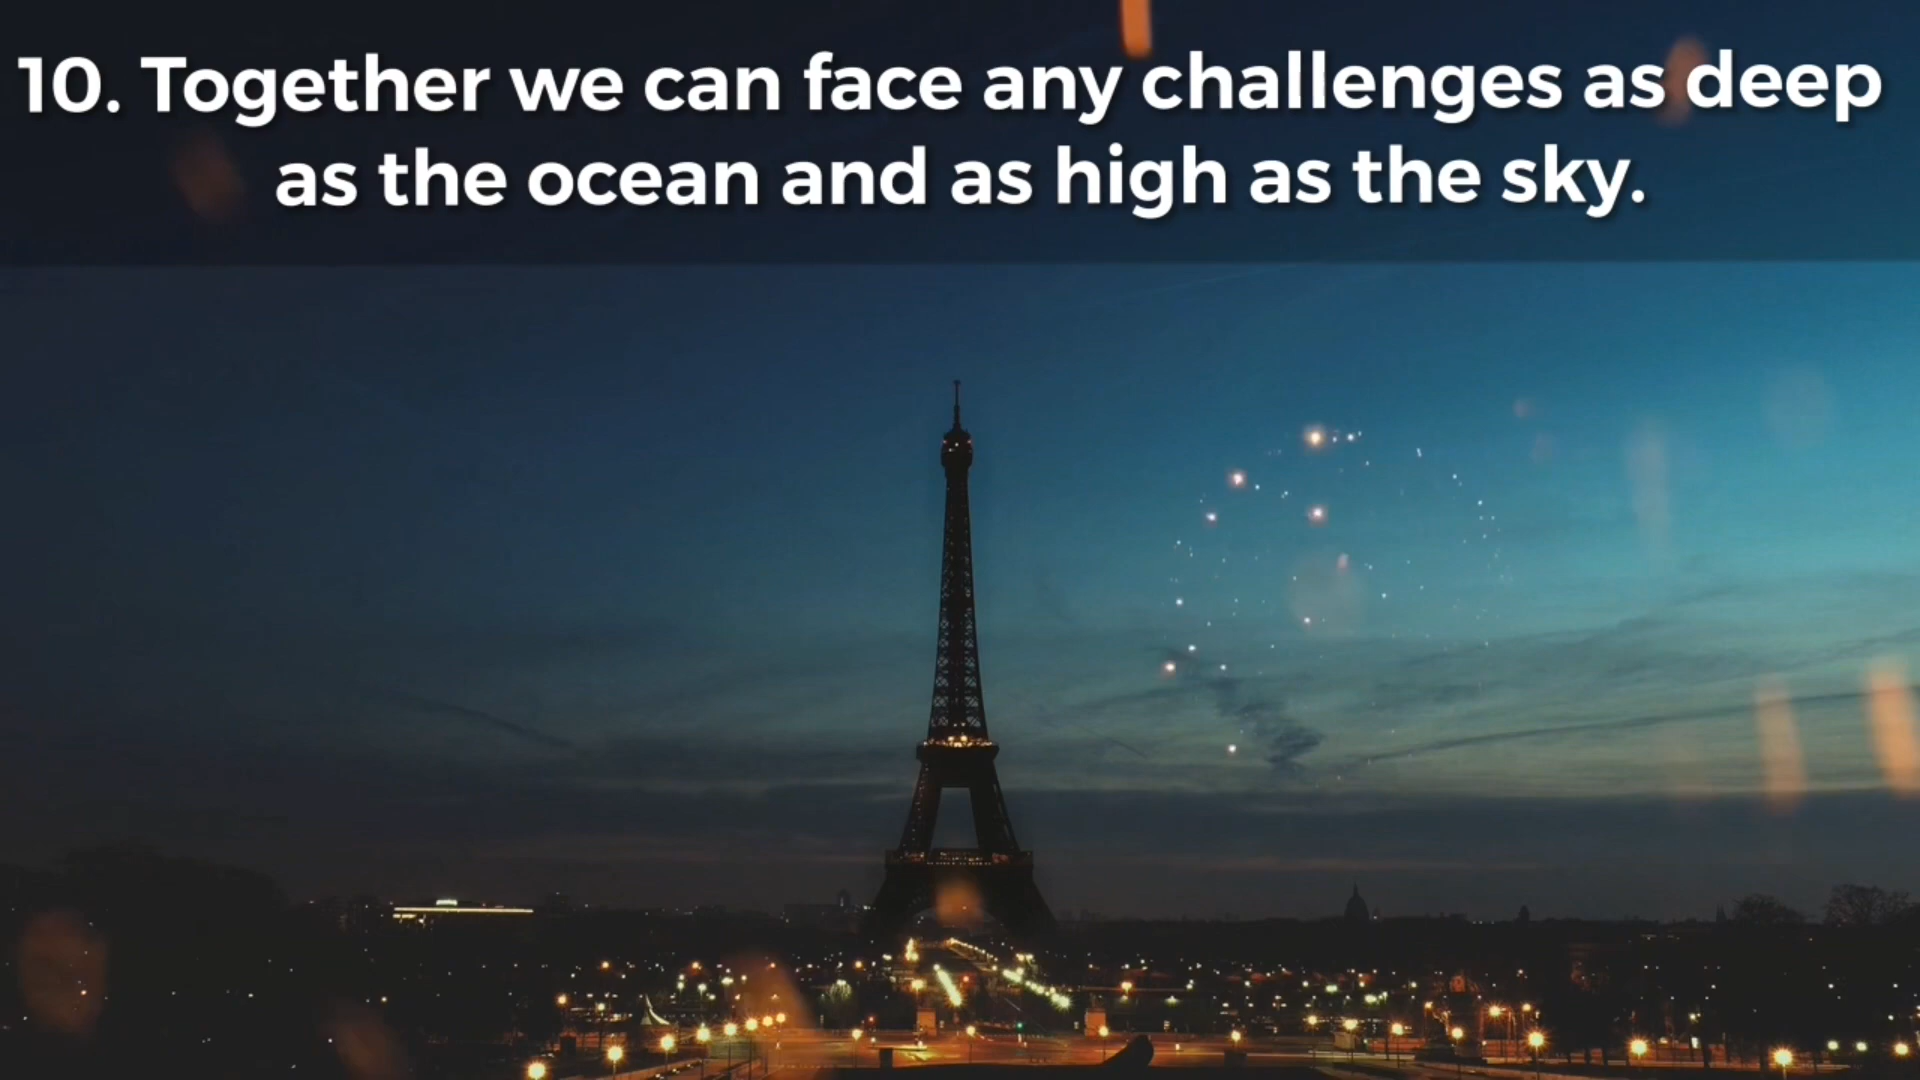 10. Together we can face any challenges as deep
as the ocean and as high as the sky.